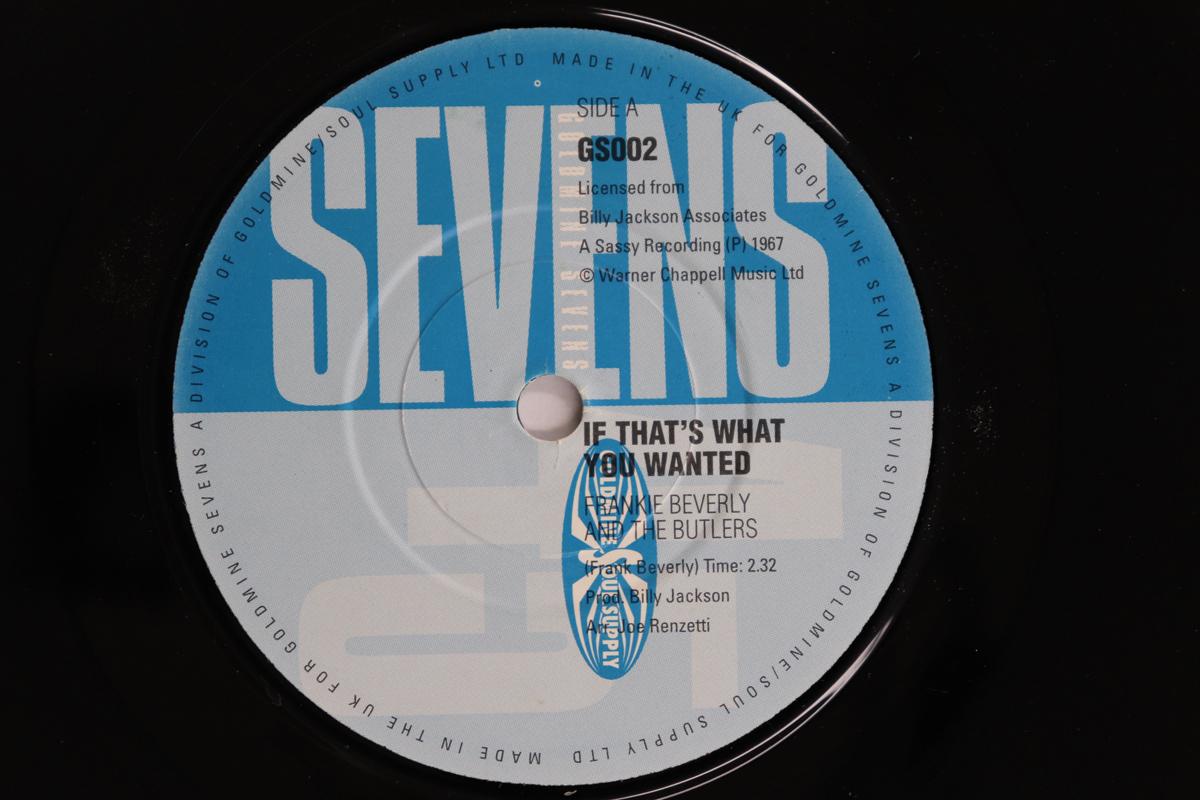 MADE IN THE UK FOR GOLDMINE SEVENS A DIVISION OF GOLDMINE/SOUL SUPPLY LTD
MADE IN THE UK FOR GOLDMINE SEVENS A DIVISION OF GOLDMINE/SOUL SUPPLY LTD
SEVENS
GOLDMINE SEVENS
SIDE A
GS002
Licensed from
Billy Jackson Associates
A Sassy Recording (P) 1967
© Warner Chappell Music Ltd
IF THAT'S WHAT
YOU WANTED
FRANKIE BEVERLY
AND THE BUTLERS
(Frank Beverly) Time: 2.32
Prod. Billy Jackson
Arr. Joe Renzetti
GOLDMINE
SOUL SUPPLY